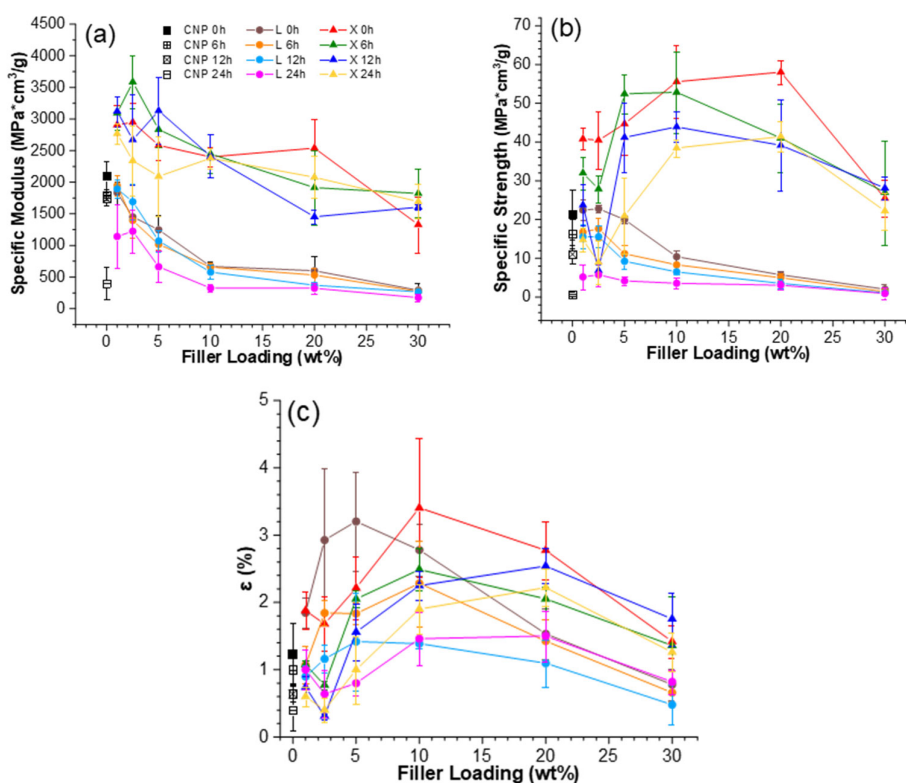 (a)
CNP 0h L 0h X 0h
CNP 6h L 6h X 6h
CNP 12h L 12h X 12h
CNP 24h L 24h X 24h
Specific Modulus (MPa*cm³/g)
4500
4000
3500
3000
2500
2000
1500
1000
500
0
0 5 10 15 20 25 30
Filler Loading (wt%)
(b)
Specific Strength (MPa*cm³/g)
70
60
50
40
30
20
10
0
0 5 10 15 20 25 30
Filler Loading (wt%)
(c)
ε (%)
5
4
3
2
1
0
0 5 10 15 20 25 30
Filler Loading (wt%)